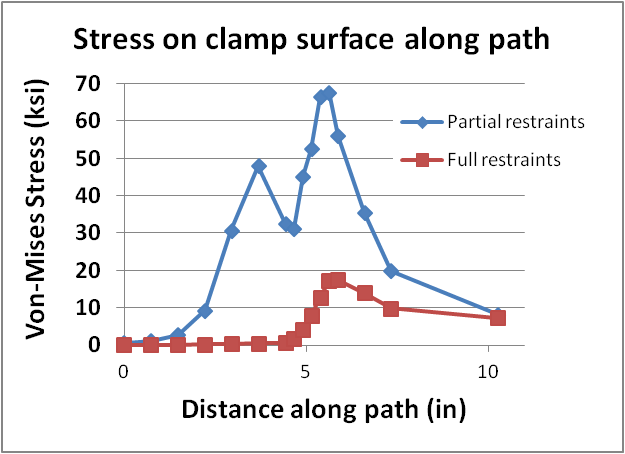 Stress on clamp surface along path
Von-Mises Stress (ksi)
70
60
50
40
30
20
10
0
Partial restraints
Full restraints
0 5 10
Distance along path (in)